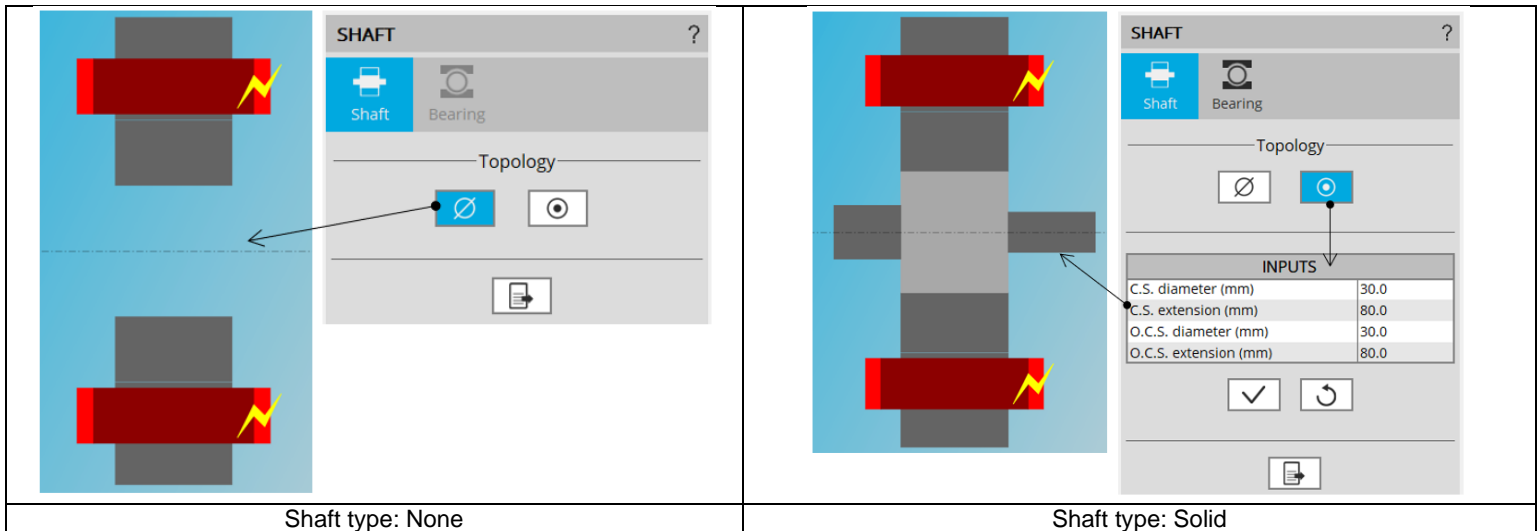 SHAFT ?
Shaft Bearing
Topology
Shaft type: None
SHAFT ?
Shaft Bearing
Topology
INPUTS
C.S. diameter (mm) 30.0
C.S. extension (mm) 80.0
O.C.S. diameter (mm) 30.0
O.C.S. extension (mm) 80.0
Shaft type: Solid